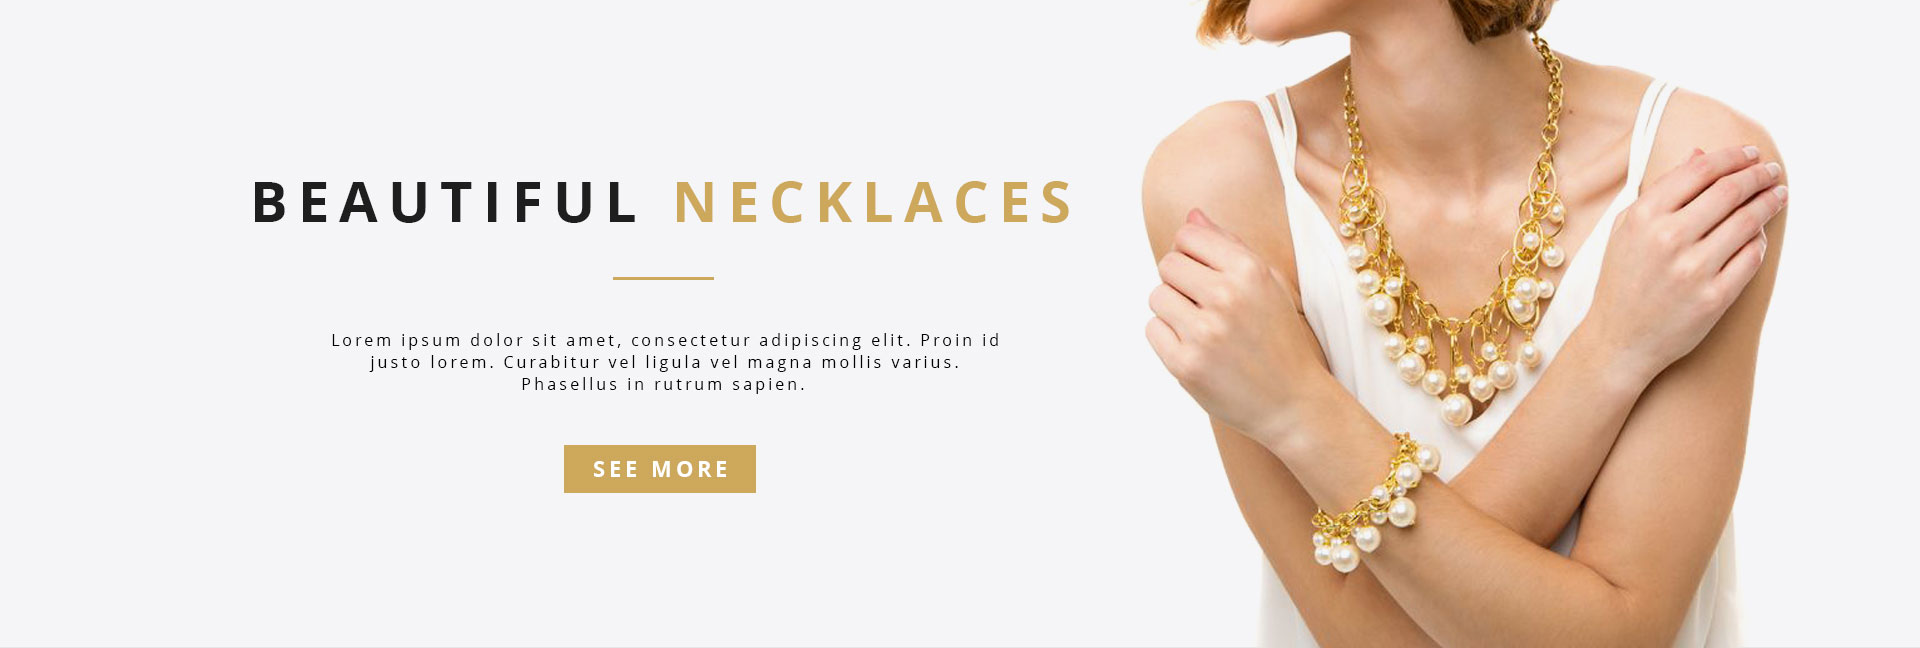 BEAUTIFUL NECKLACES
Lorem ipsum dolor sit amet, consectetur adipiscing elit. Proin id
justo lorem. Curabitur vel ligula vel magna mollis varius.
Phasellus in rutrum sapien.
SEE MORE